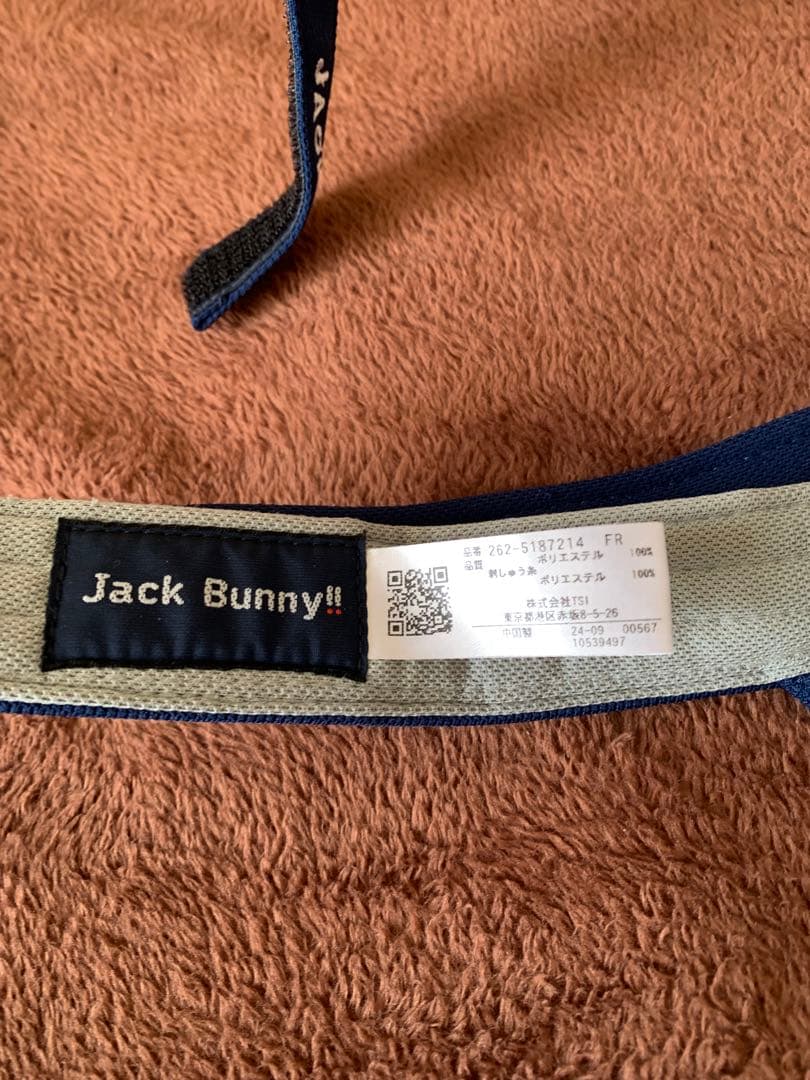 Jack Bunny!!
品番 262-5187214 FR
品質 ポリエステル 100%
刺しゅう糸
ポリエステル 100%
株式会社TSI
東京都港区赤坂8-5-26
中国製 24-09 00567
10539497